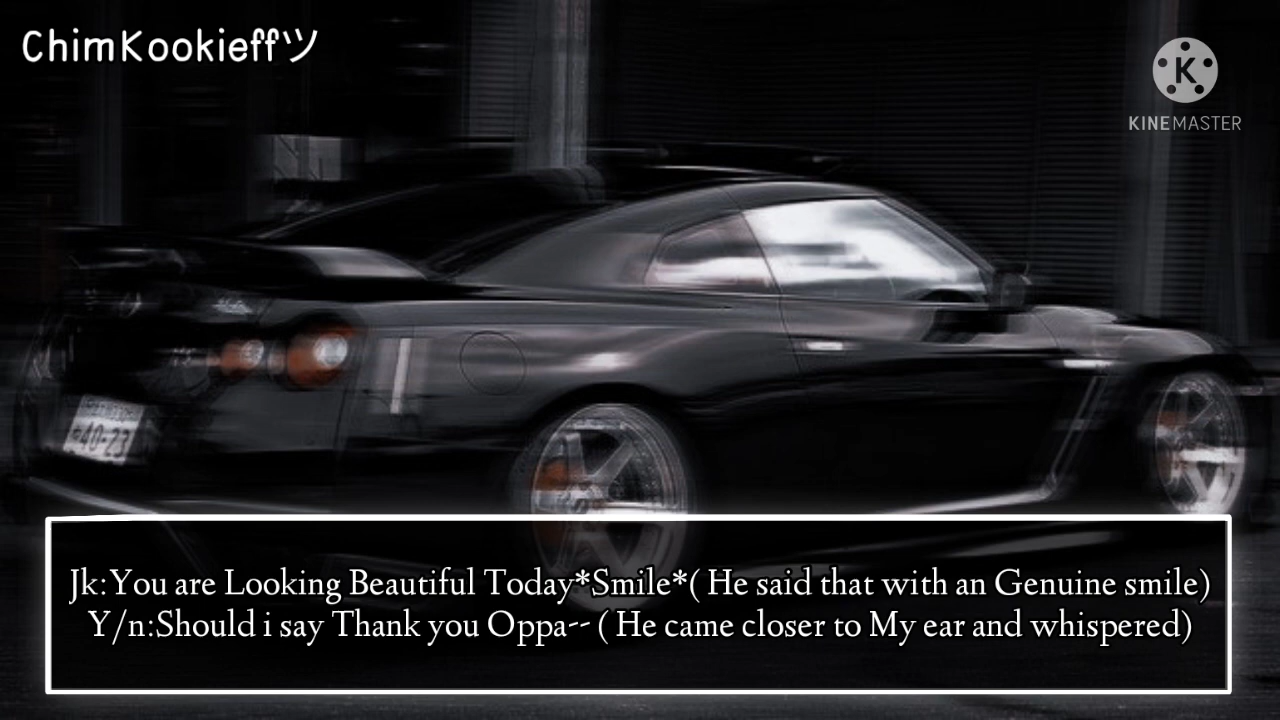 ChimKookieffツ
K
KINEMASTER
40-23
Jk:You are Looking Beautiful Today*Smile*( He said that with an Genuine smile)
Y/n:Should i say Thank you Oppa-- ( He came closer to My ear and whispered)